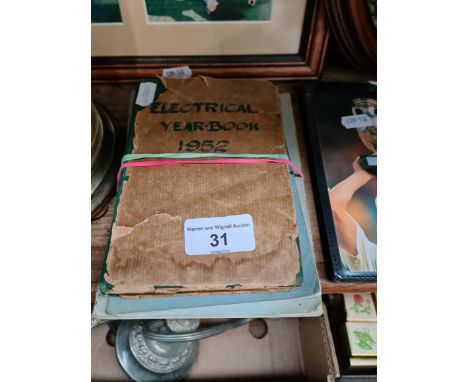 ELECTRICAL
YEAR-BOOK
1952
Warren and Wignall Auction
31